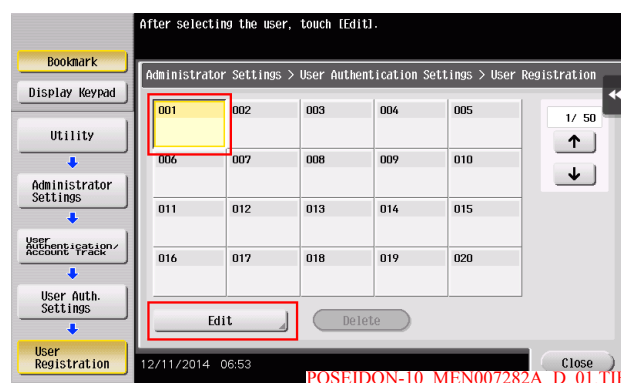 After selecting the user, touch [Edit].
Bookmark
Display Keypad
Utility
Administrator
Settings
User
Authentication/
Account Track
User Auth.
Settings
User
Registration
Administrator Settings > User Authentication Settings > User Registration
001 002 003 004 005
006 007 008 009 010
011 012 013 014 015
016 017 018 019 020
1/ 50
Edit Delete
12/11/2014 06:53
Close
POSEIDON-10_MEN007282A_D_01.TIF